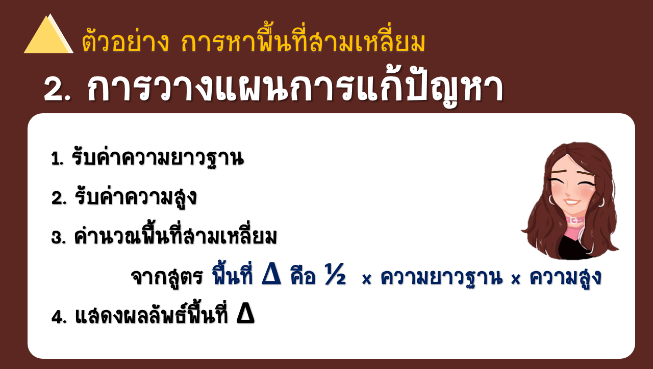 ตัวอย่าง การหาพื้นที่สามเหลี่ยม
2. การวางแผนการแก้ปัญหา
1. รับค่าความยาวฐาน
2. รับค่าความสูง
3. คำนวณพื้นที่สามเหลี่ยม
จากสูตร พื้นที่ Δ คือ ½ × ความยาวฐาน × ความสูง
4. แสดงผลลัพธ์พื้นที่ Δ